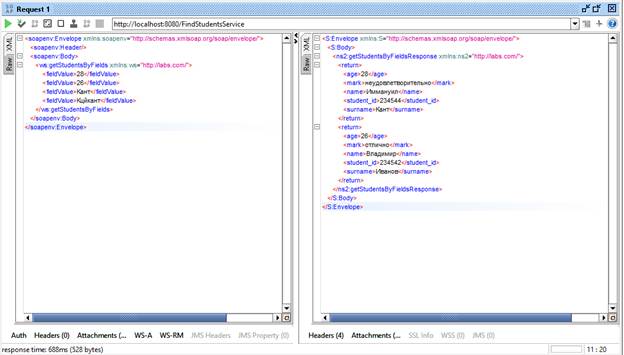 Request 1
http://localhost:8080/FindStudentsService
XML
Raw
<soapenv:Envelope xmlns:soapenv="http://schemas.xmlsoap.org/soap/envelope/">
<soapenv:Header/>
<soapenv:Body>
<ws:getStudentsByFields xmlns:ws="http://labs.com/">
<fieldValue>28</fieldValue>
<fieldValue>26</fieldValue>
<fieldValue>Кант</fieldValue>
<fieldValue>Куйкант</fieldValue>
</ws:getStudentsByFields>
</soapenv:Body>
</soapenv:Envelope>
XML
Raw
<S:Envelope xmlns:S="http://schemas.xmlsoap.org/soap/envelope/">
<S:Body>
<ns2:getStudentsByFieldsResponse xmlns:ns2="http://labs.com/">
<return>
<age>28</age>
<mark>неудовлетворительно</mark>
<name>Иммануил</name>
<student_id>234544</student_id>
<surname>Кант</surname>
</return>
<return>
<age>26</age>
<mark>отлично</mark>
<name>Владимир</name>
<student_id>234542</student_id>
<surname>Иванов</surname>
</return>
</ns2:getStudentsByFieldsResponse>
</S:Body>
</S:Envelope>
Auth Headers (0) Attachments (... WS-A WS-RM JMS Headers JMS Property (0)
Headers (4) Attachments (... SSL Info WSS (0) JMS (0)
response time: 688ms (528 bytes)
11 : 20